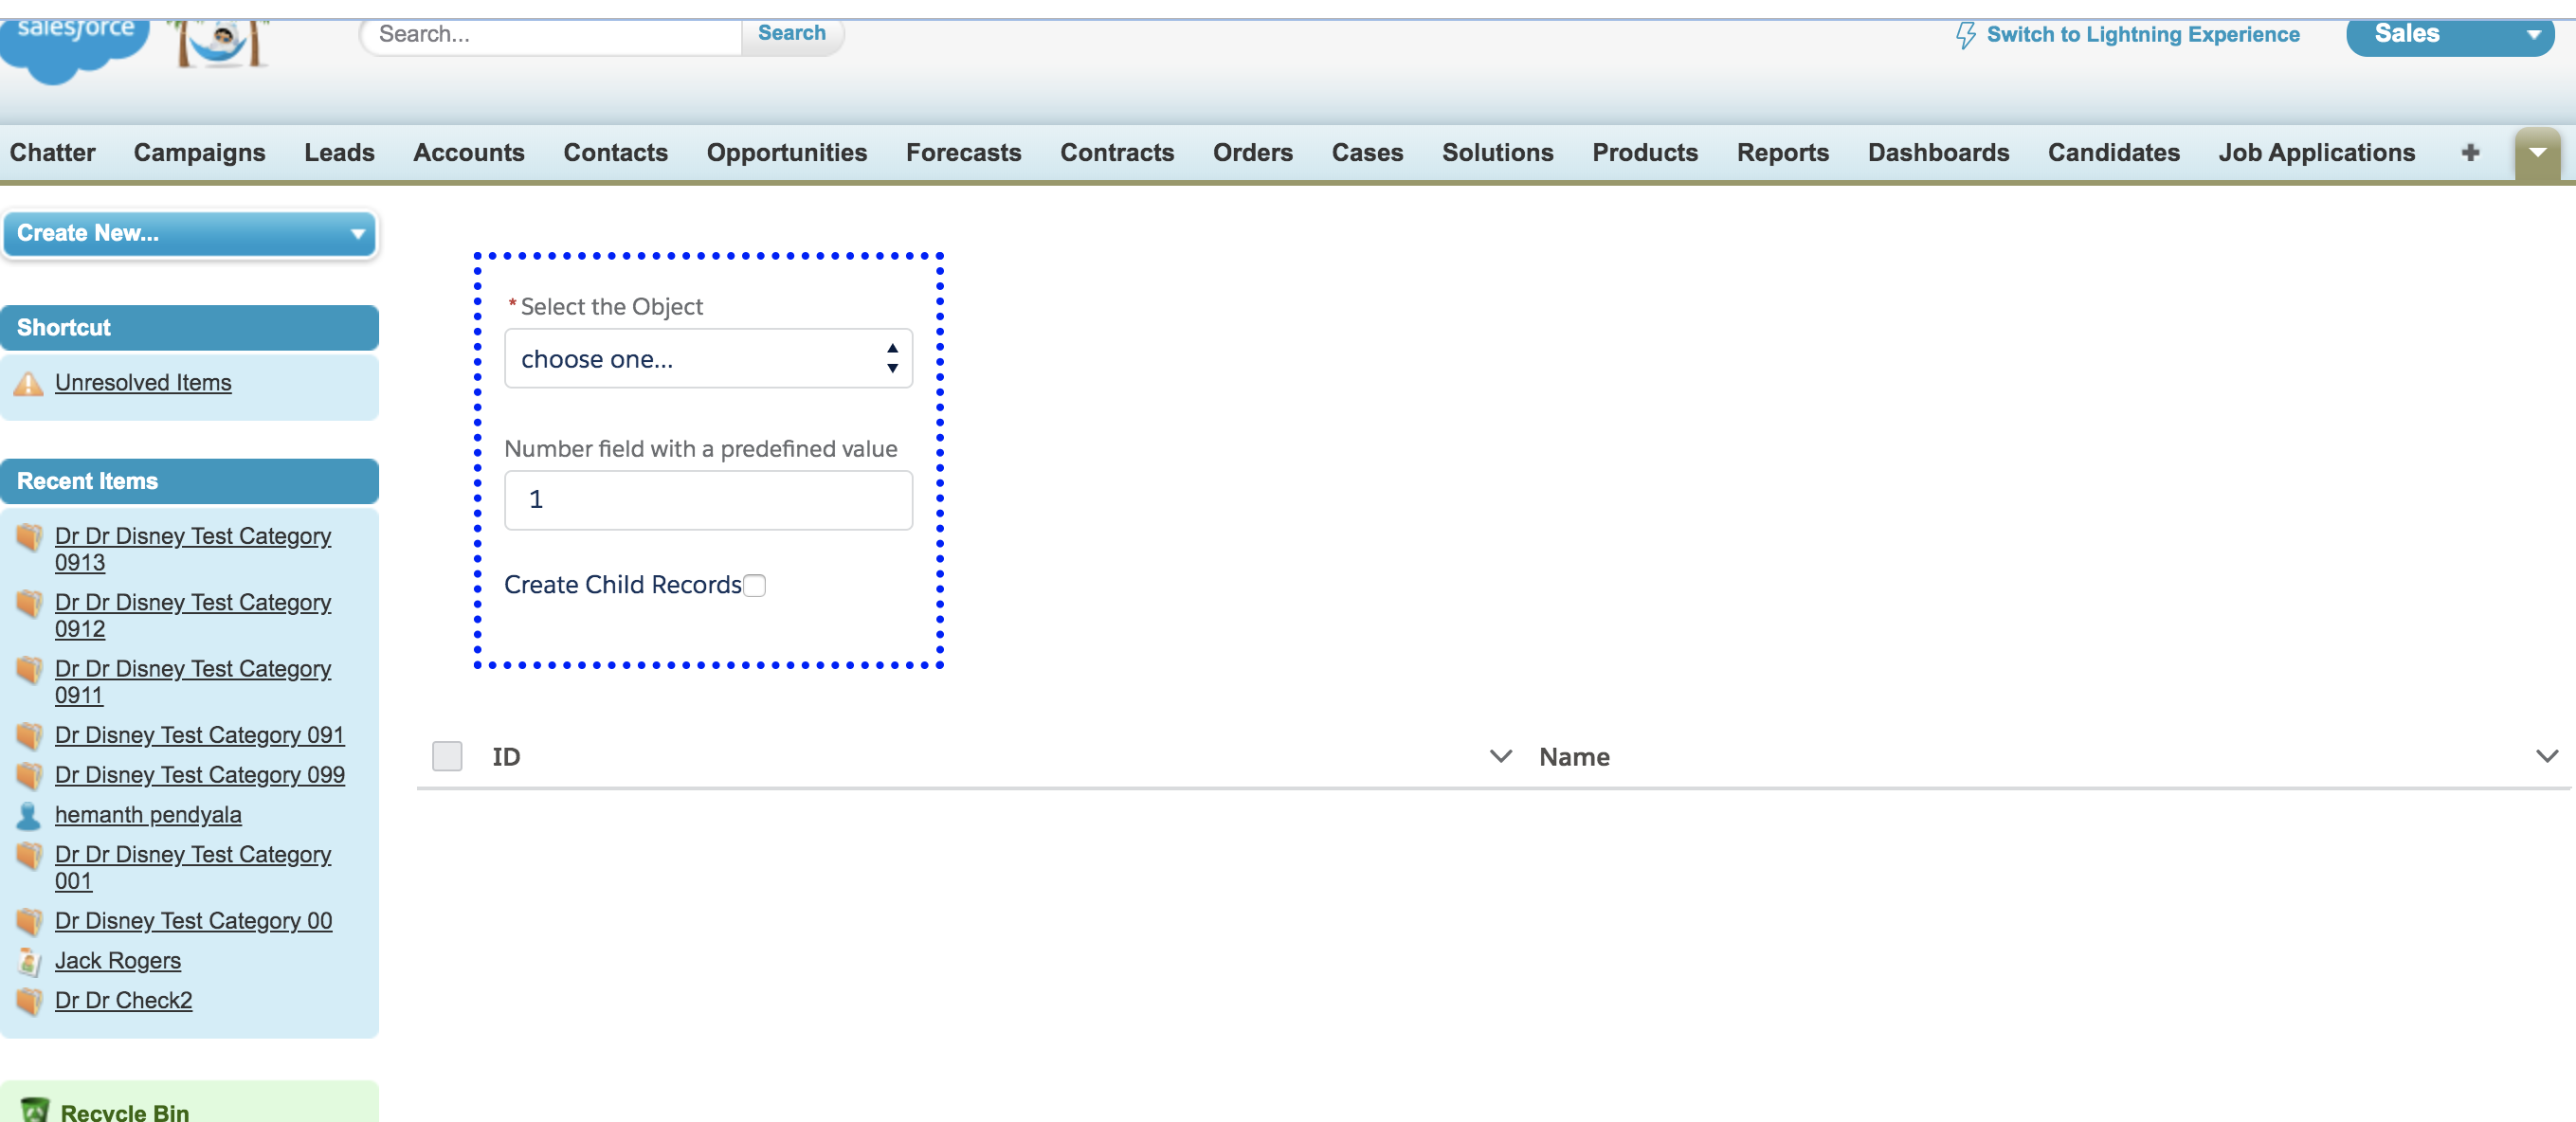 salesforce
Search...
Search
Switch to Lightning Experience
Sales
Chatter Campaigns Leads Accounts Contacts Opportunities Forecasts Contracts Orders Cases Solutions Products Reports Dashboards Candidates Job Applications +
Create New...
Shortcut
Unresolved Items
Recent Items
Dr Dr Disney Test Category
0913
Dr Dr Disney Test Category
0912
Dr Dr Disney Test Category
0911
Dr Disney Test Category 091
Dr Disney Test Category 099
hemanth pendyala
Dr Dr Disney Test Category
001
Dr Disney Test Category 00
Jack Rogers
Dr Dr Check2
Recycle Bin
*Select the Object
choose one...
Number field with a predefined value
1
Create Child Records
ID Name